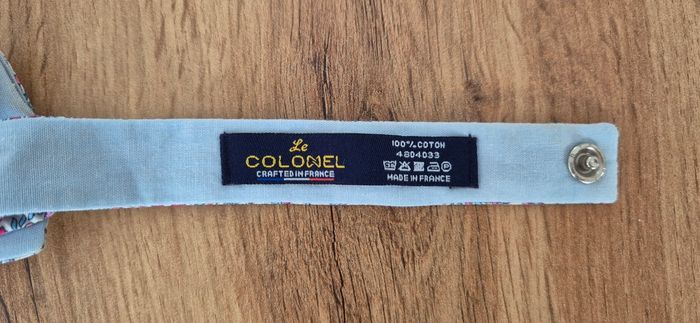 Le
COLONEL
CRAFTED IN FRANCE
100% COTON
4804033
MADE IN FRANCE